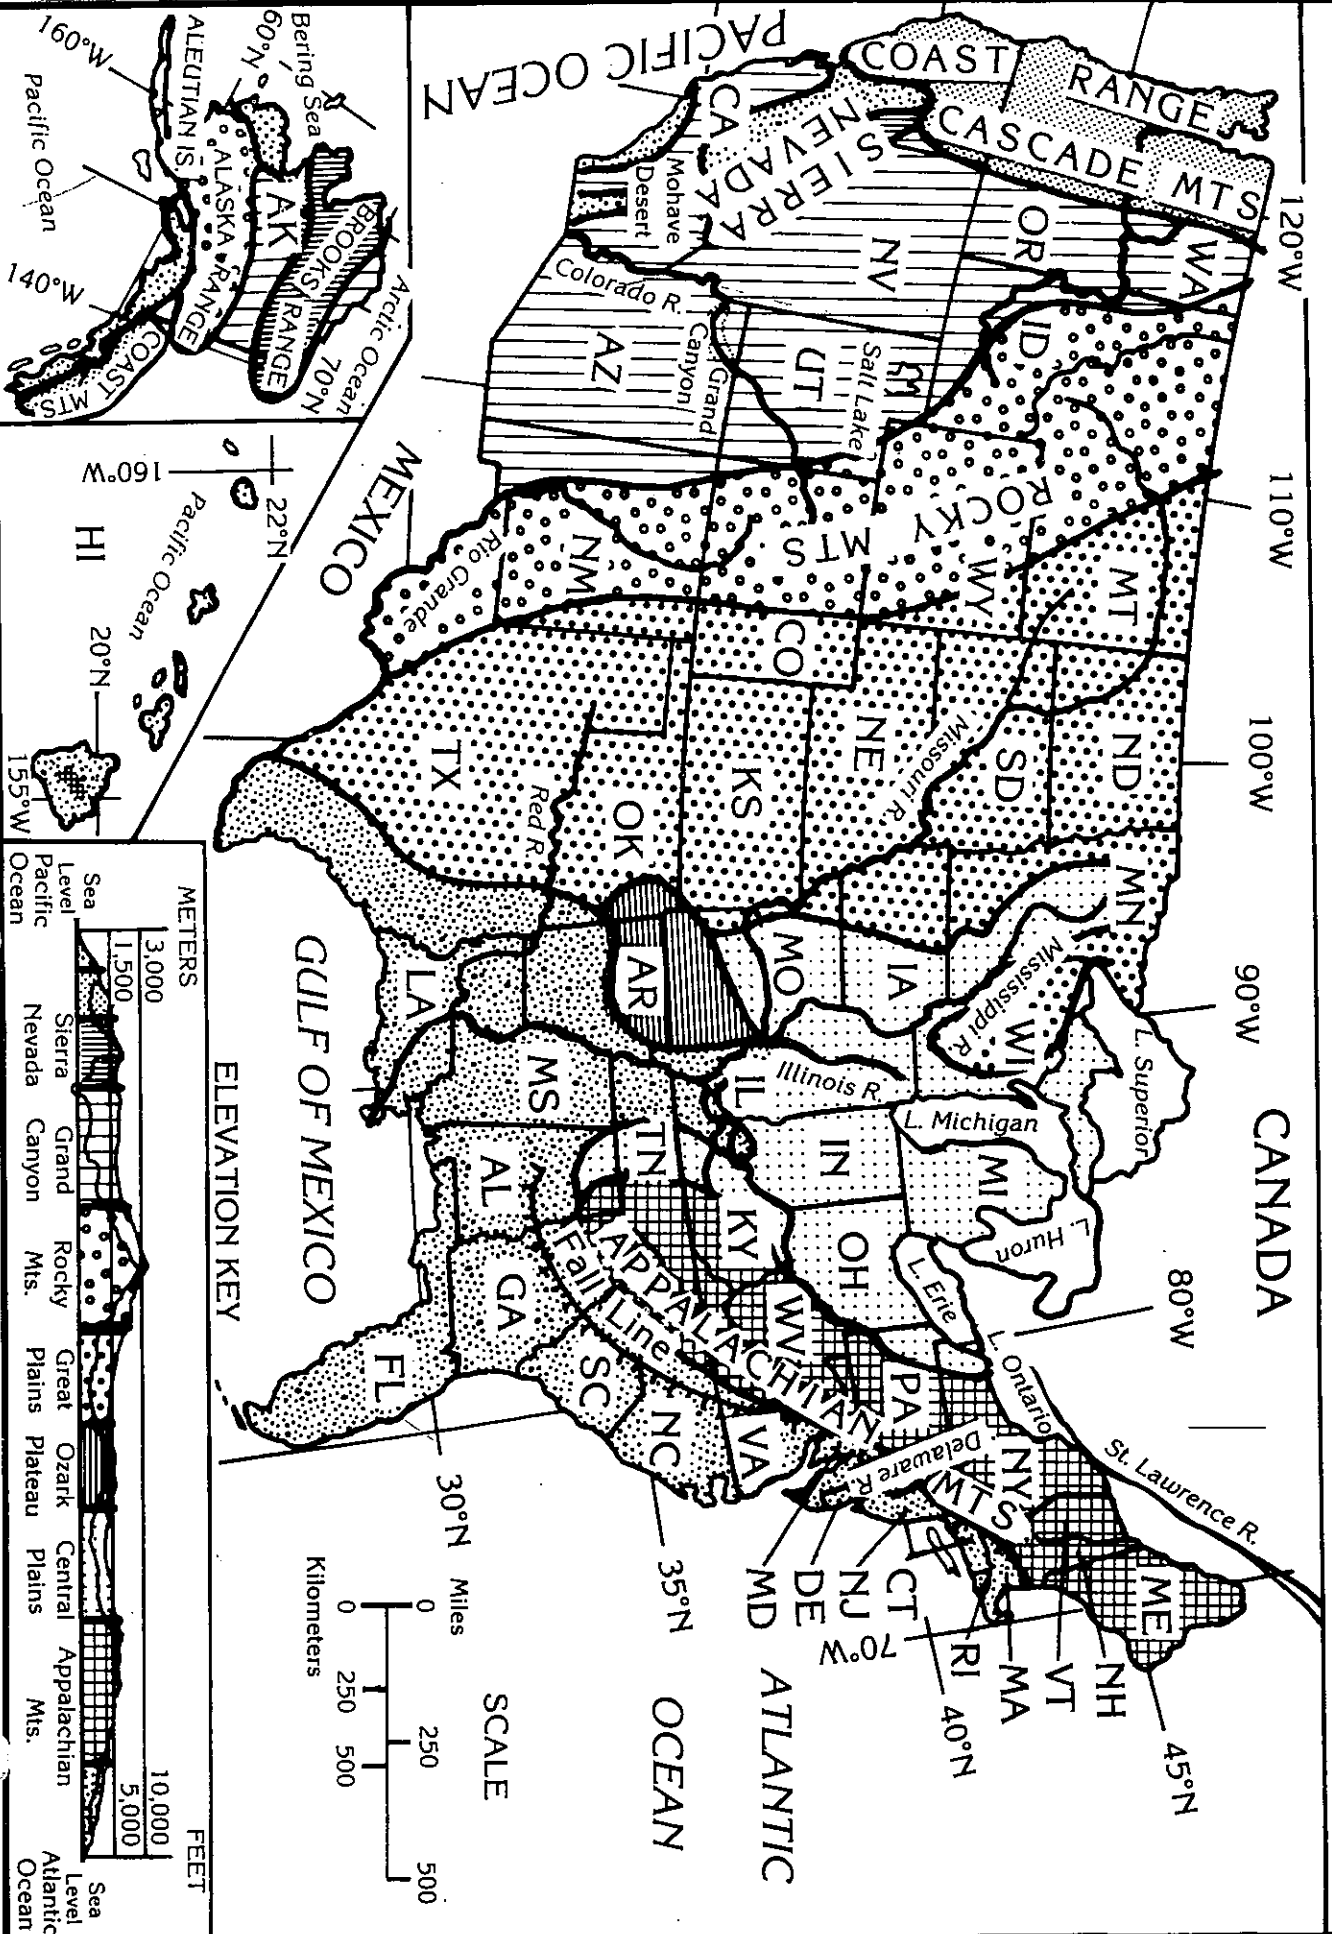 CANADA
120°W
110°W
100°W
90°W
80°W
COAST
RANGE
CASCADE MTS
PACIFIC OCEAN
WA
OR
ID
MT
ND
MN
L. Superior
WI
Mississippi R.
MI
L. Michigan
L. Huron
L. Erie
L. Ontario
St. Lawrence R.
ME
NH
VT
MA
RI
CT
NJ
DE
MD
NY
PA
Delaware R.
SIERRA
NEVADA
CA
NV
UT
Salt Lake
ROCKY
MTS
WY
SD
NE
Missouri R.
IA
IL
Illinois R.
IN
OH
WV
VA
KY
APPALACHIAN
MTS
Fall Line
Mohave
Desert
Colorado R.
Grand
Canyon
AZ
NM
CO
KS
MO
OK
AR
TN
NC
SC
Rio Grande
TX
Red R.
LA
MS
AL
GA
FL
MEXICO
GULF OF MEXICO
ATLANTIC
OCEAN
45°N
40°N
70°W
35°N
30°N
Bering Sea
60°N
ALEUTIAN IS
160°W
Pacific Ocean
140°W
AK
ALASKA RANGE
BROOKS RANGE
COAST MTS
Arctic Ocean
70°N
160°W
22°N
HI
Pacific Ocean
20°N
155°W
SCALE
Miles
0
250
500
Kilometers
0
250
500
ELEVATION KEY
METERS
3,000
1,500
FEET
10,000
5,000
Sea
Level
Pacific
Ocean
Sierra
Nevada
Grand
Canyon
Rocky
Mts.
Great
Plains
Ozark
Plateau
Central
Plains
Appalachian
Mts.
Sea
Level
Atlantic
Ocean